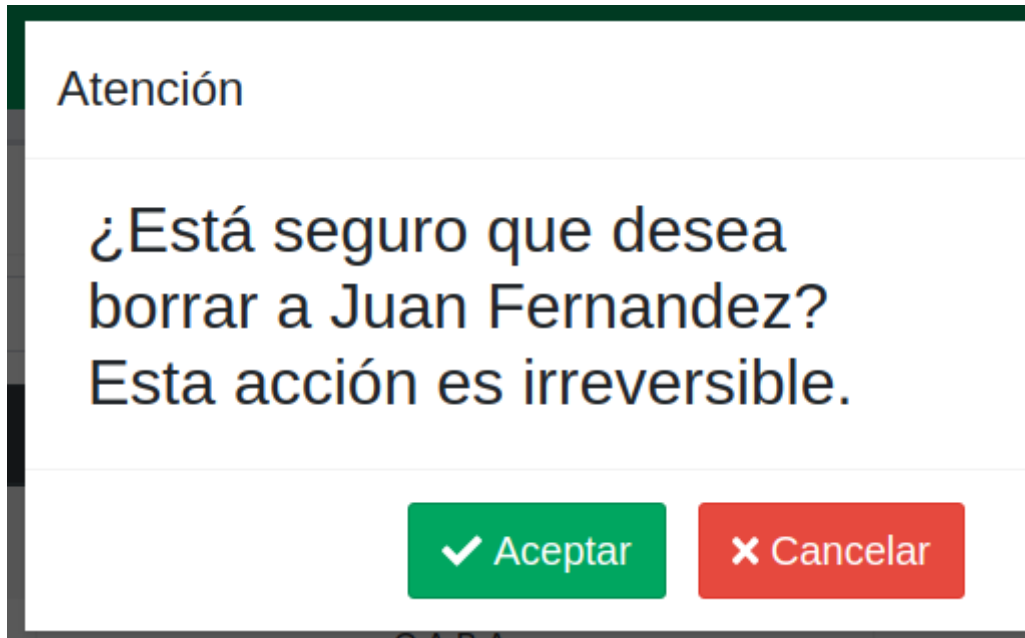 Atención
¿Está seguro que desea
borrar a Juan Fernandez?
Esta acción es irreversible.
Aceptar
Cancelar